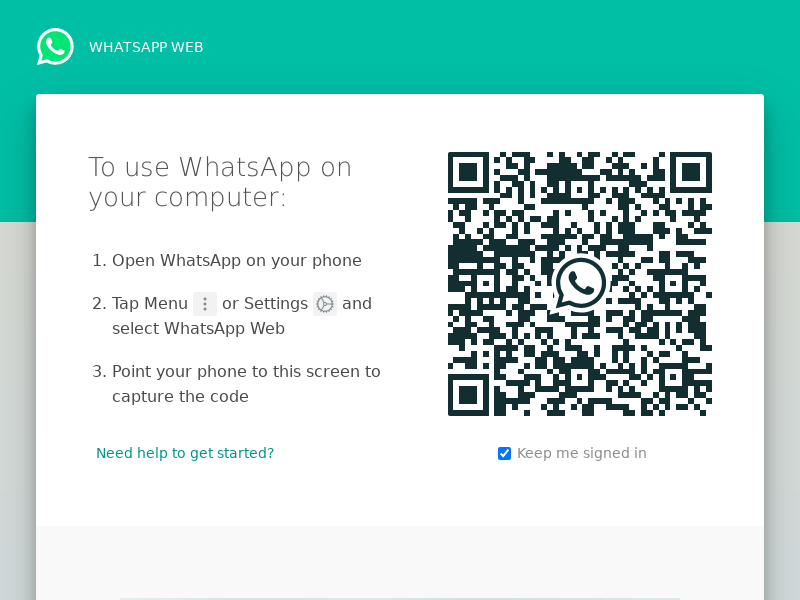 WHATSAPP WEB
To use WhatsApp on
your computer:
1. Open WhatsApp on your phone
2. Tap Menu or Settings and
select WhatsApp Web
3. Point your phone to this screen to
capture the code
Need help to get started?
Keep me signed in